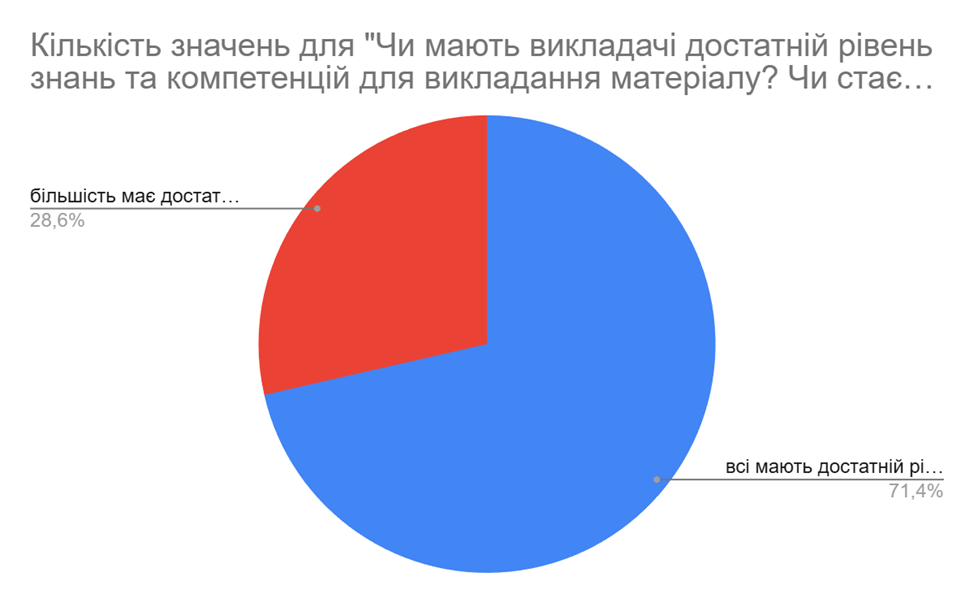 Кількість значень для "Чи мають викладачі достатній рівень
знань та компетенцій для викладання матеріалу? Чи стає…
більшість має достат…
28,6%
всі мають достатній рі…
71,4%